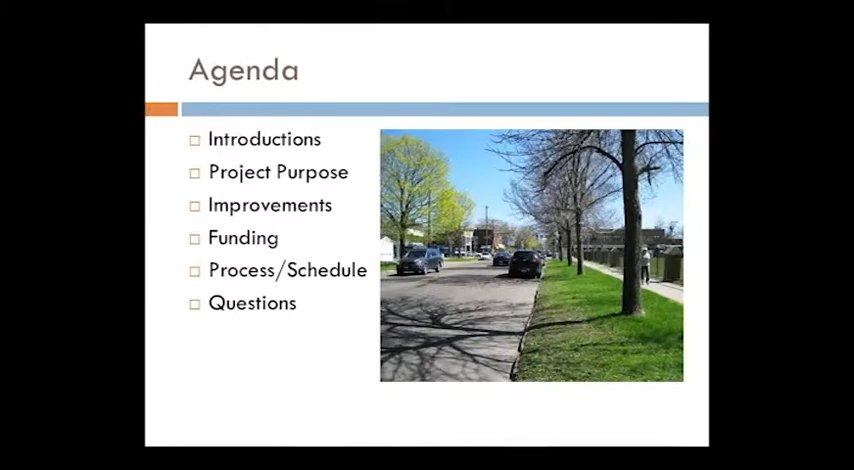 Agenda
Introductions
Project Purpose
Improvements
Funding
Process/Schedule
Questions